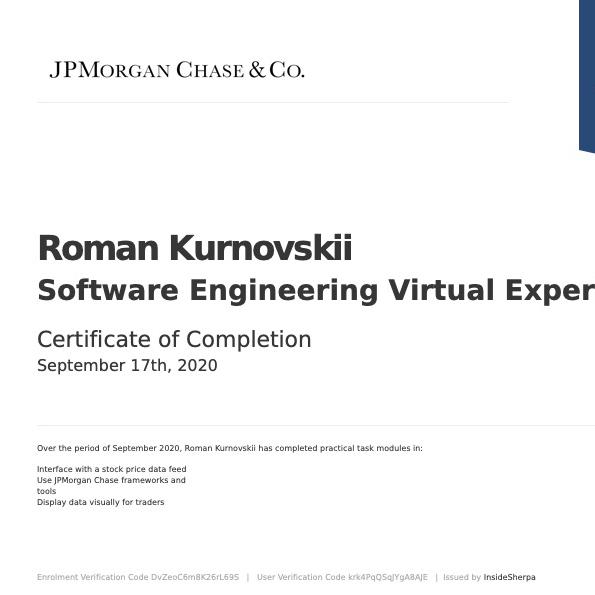 JPMORGAN CHASE & CO.
Roman Kurnovskii
Software Engineering Virtual Exper
Certificate of Completion
September 17th, 2020
Over the period of September 2020, Roman Kurnovskii has completed practical task modules in:
Interface with a stock price data feed
Use JPMorgan Chase frameworks and
tools
Display data visually for traders
Enrolment Verification Code DvZeoC6m8K26rL69S | User Verification Code krk4PqQSqJYgA8AJE | Issued by InsideSherpa